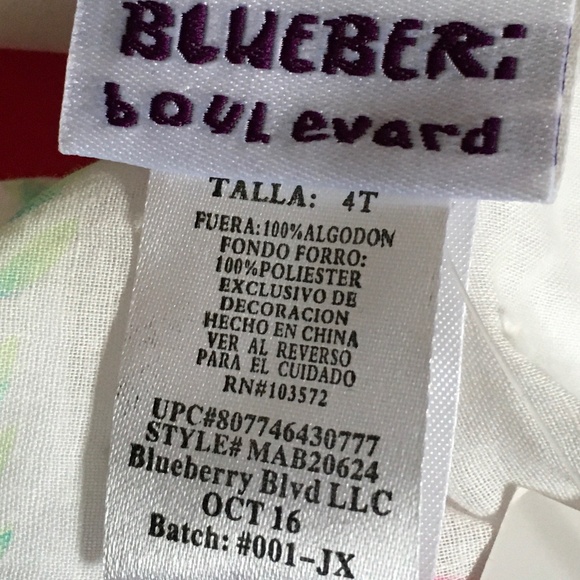 BLUEBERi
boULevard
TALLA: 4T
FUERA:100%ALGODON
FONDO FORRO:
100%POLIESTER
EXCLUSIVO DE
DECORACION
HECHO EN CHINA
VER AL REVERSO
PARA EL CUIDADO
RN#103572
UPC#807746430777
STYLE# MAB20624
Blueberry Blvd LLC
OCT 16
Batch: #001-JX